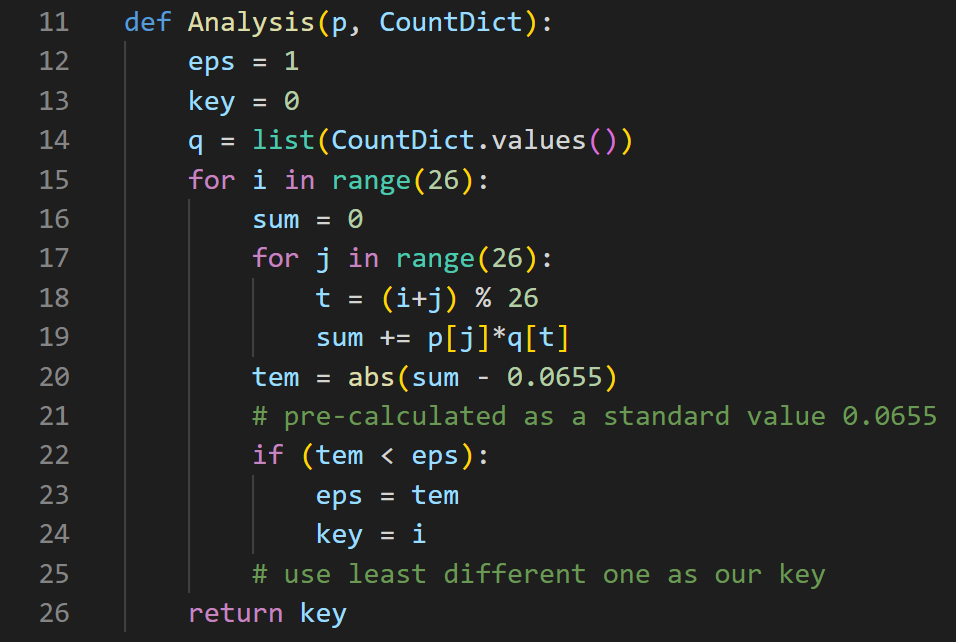 11 def Analysis(p, CountDict):
12 eps = 1
13 key = 0
14 q = list(CountDict.values())
15 for i in range(26):
16 sum = 0
17 for j in range(26):
18 t = (i+j) % 26
19 sum += p[j]*q[t]
20 tem = abs(sum - 0.0655)
21 # pre-calculated as a standard value 0.0655
22 if (tem < eps):
23 eps = tem
24 key = i
25 # use least different one as our key
26 return key